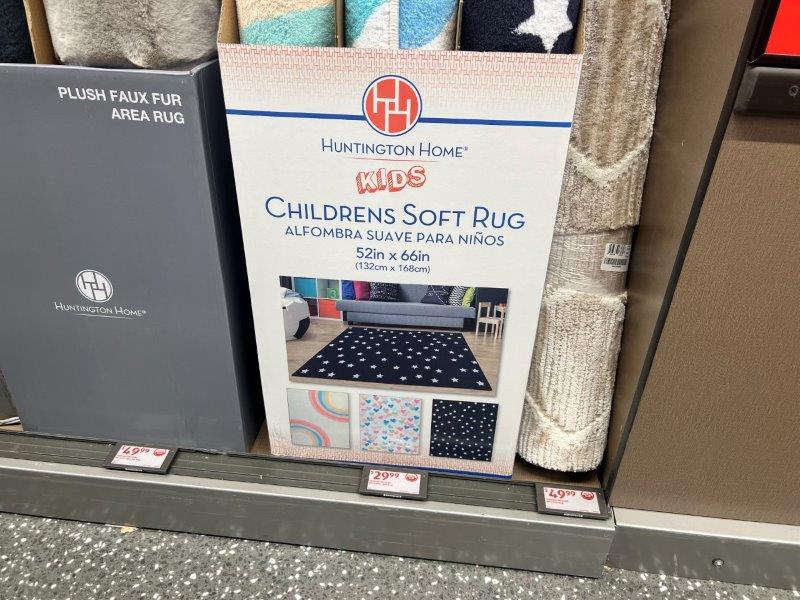 PLUSH FAUX FUR
AREA RUG
HUNTINGTON HOME®
HUNTINGTON HOME®
KIDS
CHILDRENS SOFT RUG
ALFOMBRA SUAVE PARA NIÑOS
52in x 66in
(132cm x 168cm)
$49.99
$29.99
$49.99